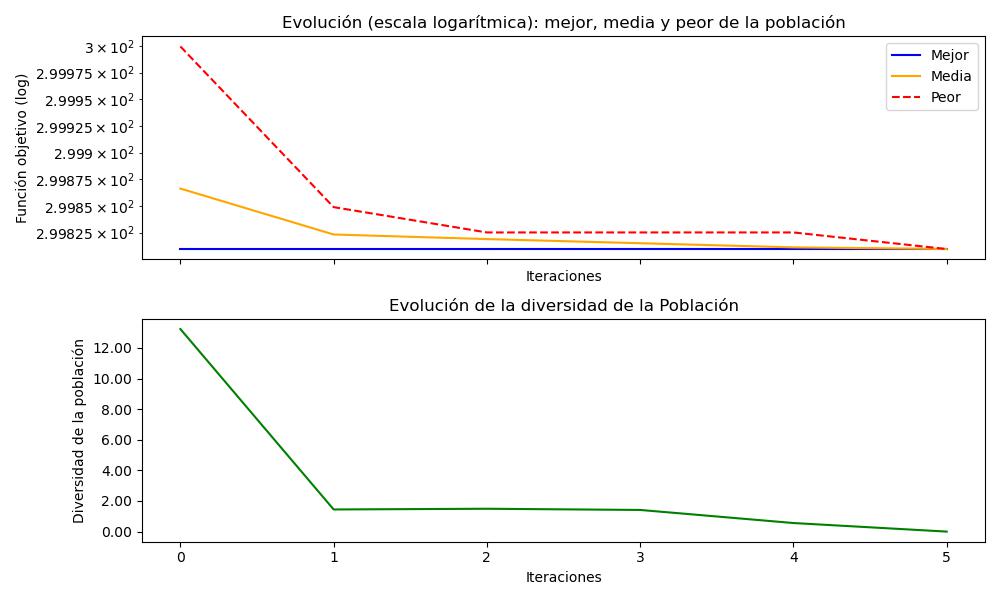 Evolución (escala logarítmica): mejor, media y peor de la población
Función objetivo (log)
3 × 10²
2.99975 × 10²
2.9995 × 10²
2.99925 × 10²
2.999 × 10²
2.99875 × 10²
2.9985 × 10²
2.99825 × 10²
Mejor
Media
Peor
Iteraciones
Evolución de la diversidad de la Población
Diversidad de la población
12.00
10.00
8.00
6.00
4.00
2.00
0.00
0 1 2 3 4 5
Iteraciones